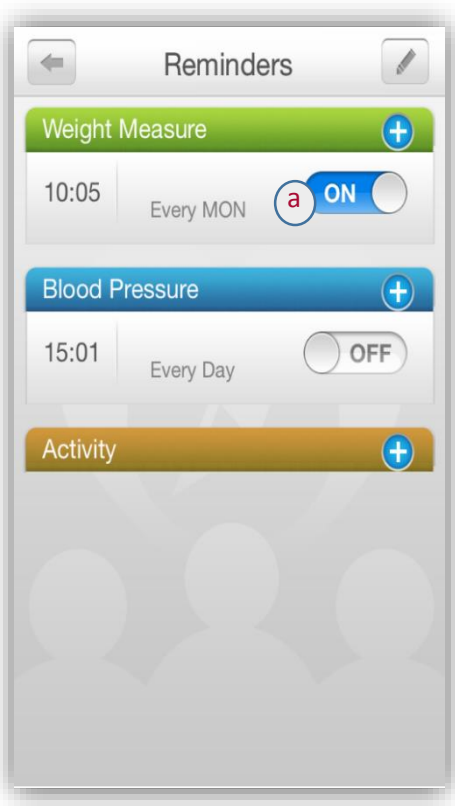 Reminders
Weight Measure
10:05
Every MON
a
ON
Blood Pressure
15:01
Every Day
OFF
Activity